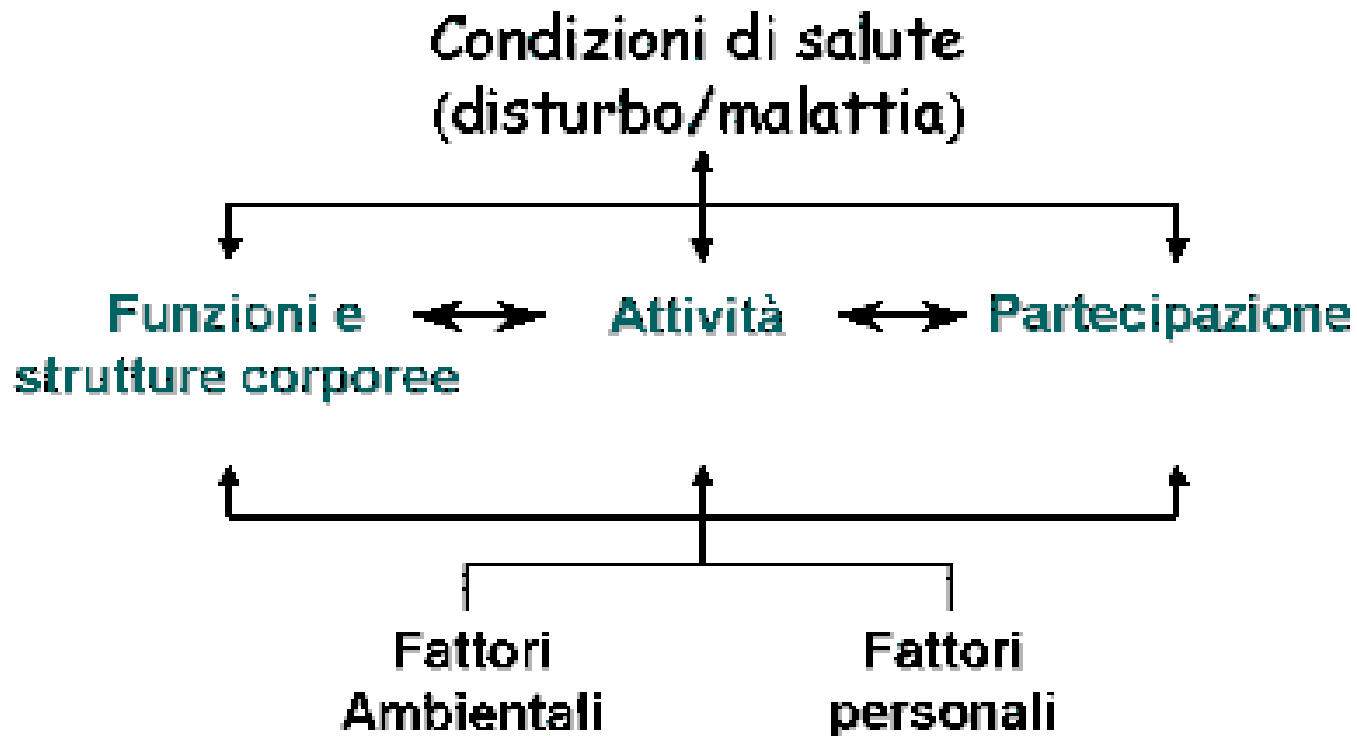 Condizioni di salute
(disturbo/malattia)
Funzioni e
strutture corporee
Attività
Partecipazione
Fattori
Ambientali
Fattori
personali